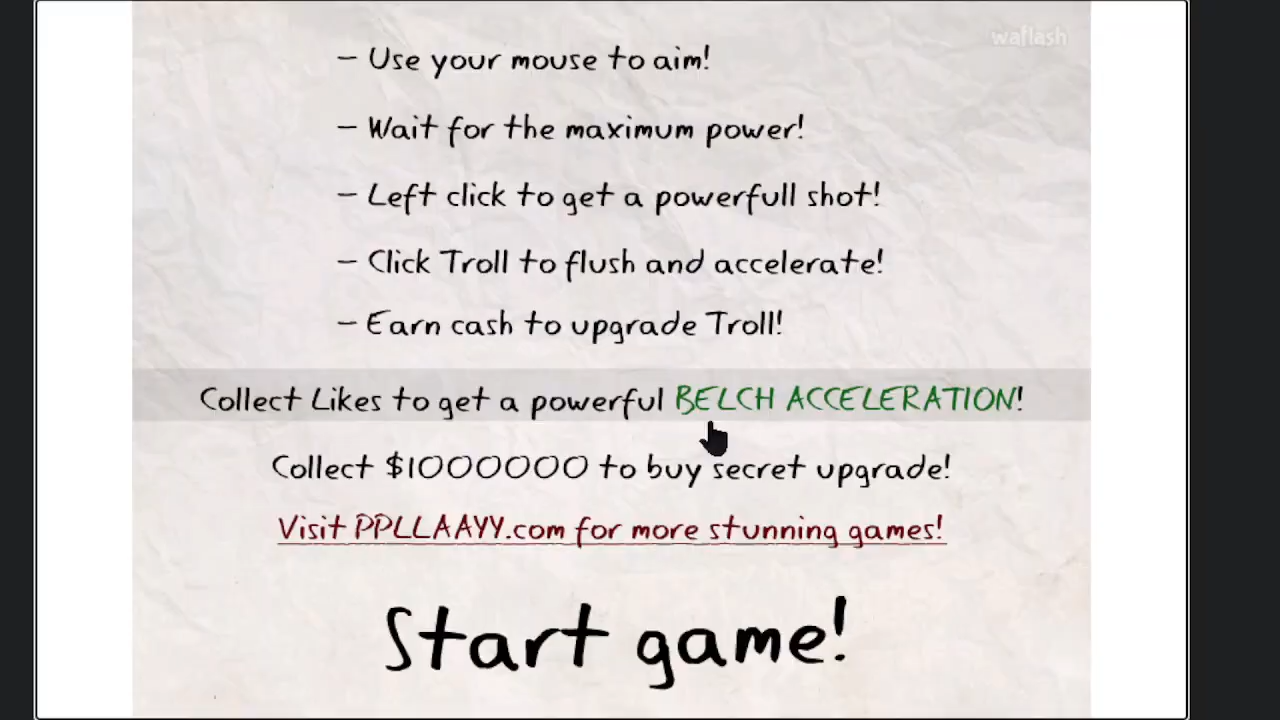 waflash
– Use your mouse to aim!
– Wait for the maximum power!
– Left click to get a powerfull shot!
– Click Troll to flush and accelerate!
– Earn cash to upgrade Troll!
Collect Likes to get a powerful BELCH ACCELERATION!
Collect $1000000 to buy secret upgrade!
Visit PPLLAAYY.com for more stunning games!
Start game!